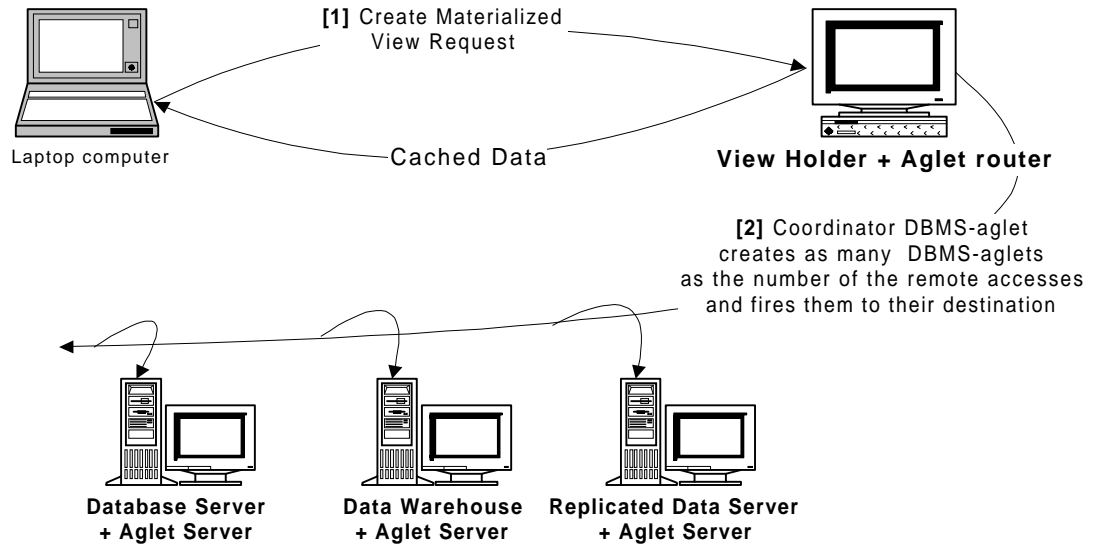 [1] Create Materialized
View Request
Laptop computer
Cached Data
View Holder + Aglet router
[2] Coordinator DBMS-aglet
creates as many DBMS-aglets
as the number of the remote accesses
and fires them to their destination
Database Server
+ Aglet Server
Data Warehouse
+ Aglet Server
Replicated Data Server
+ Aglet Server